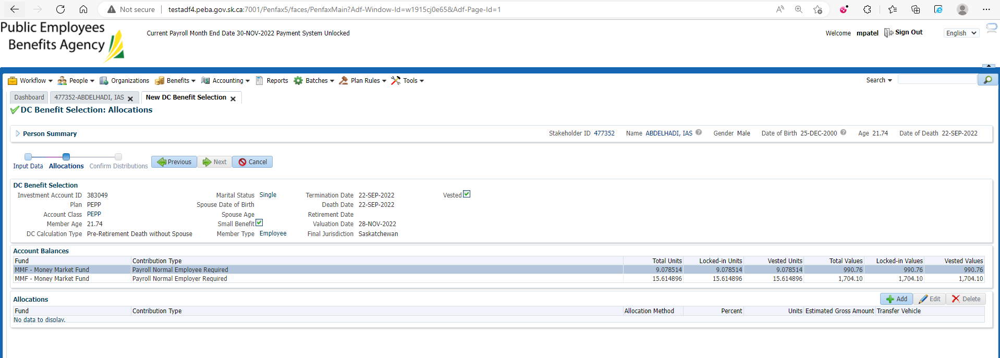 Not secure testadf4.peba.gov.sk.ca:7001/Penfax5/faces/PenfaxMain?Adf-Window-Id=w1915cj0e65&Adf-Page-Id=1
Public Employees
Benefits Agency
Current Payroll Month End Date 30-NOV-2022 Payment System Unlocked
Welcome mpatel Sign Out English
Workflow People Organizations Benefits Accounting Reports Batches Plan Rules Tools Search
Dashboard 477352-ABDELHADI, IAS New DC Benefit Selection
DC Benefit Selection: Allocations
Person Summary Stakeholder ID 477352 Name ABDELHADI, IAS Gender Male Date of Birth 25-DEC-2000 Age 21.74 Date of Death 22-SEP-2022
Previous Next Cancel
Input Data Allocations Confirm Distributions
DC Benefit Selection
Investment Account ID 383049 Marital Status Single Termination Date 22-SEP-2022 Vested
Plan PEPP Spouse Date of Birth Death Date 22-SEP-2022
Account Class PEPP Spouse Age Retirement Date
Member Age 21.74 Small Benefit Valuation Date 28-NOV-2022
DC Calculation Type Pre-Retirement Death without Spouse Member Type Employee Final Jurisdiction Saskatchewan
Account Balances
Fund Contribution Type Total Units Locked-in Units Vested Units Total Values Locked-in Values Vested Values
MMF - Money Market Fund Payroll Normal Employee Required 9.078514 9.078514 9.078514 990.76 990.76 990.76
MMF - Money Market Fund Payroll Normal Employer Required 15.614896 15.614896 15.614896 1,704.10 1,704.10 1,704.10
Allocations Add Edit Delete
Fund Contribution Type Allocation Method Percent Units Estimated Gross Amount Transfer Vehicle
No data to display.